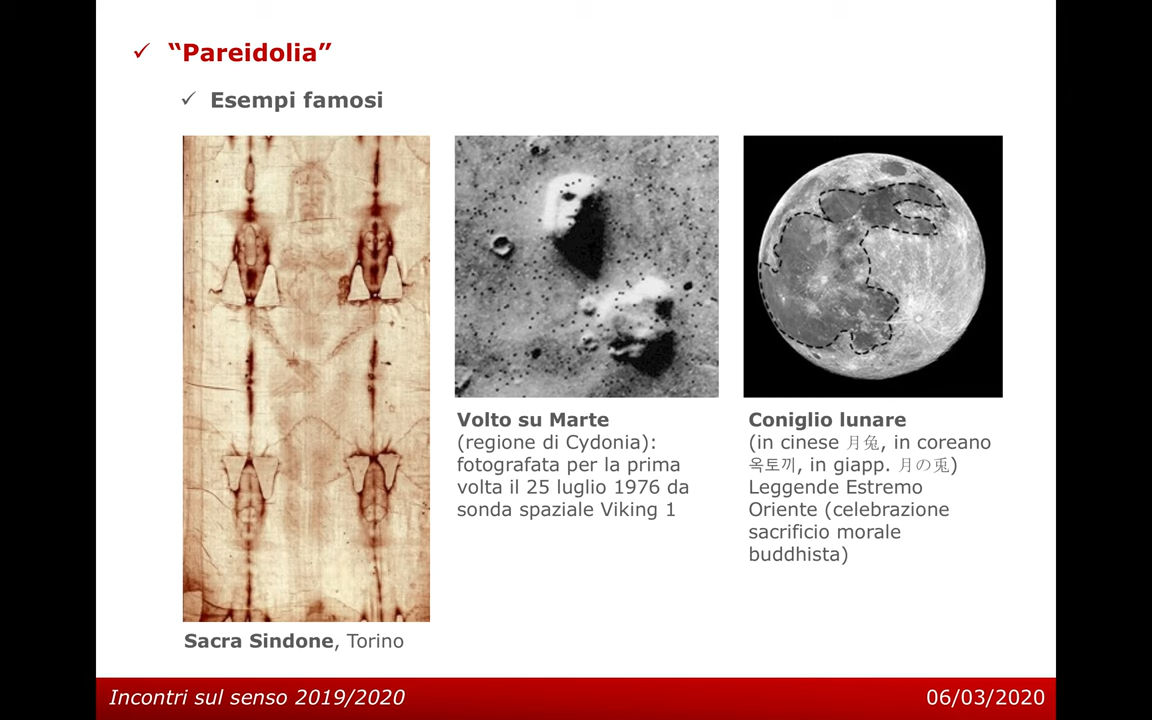 ✓ “Pareidolia”
✓ Esempi famosi
Sacra Sindone, Torino
Volto su Marte
(regione di Cydonia):
fotografata per la prima
volta il 25 luglio 1976 da
sonda spaziale Viking 1
Coniglio lunare
(in cinese 月兔, in coreano
옥토끼, in giapp. 月の兎)
Leggende Estremo
Oriente (celebrazione
sacrificio morale
buddhista)
Incontri sul senso 2019/2020
06/03/2020